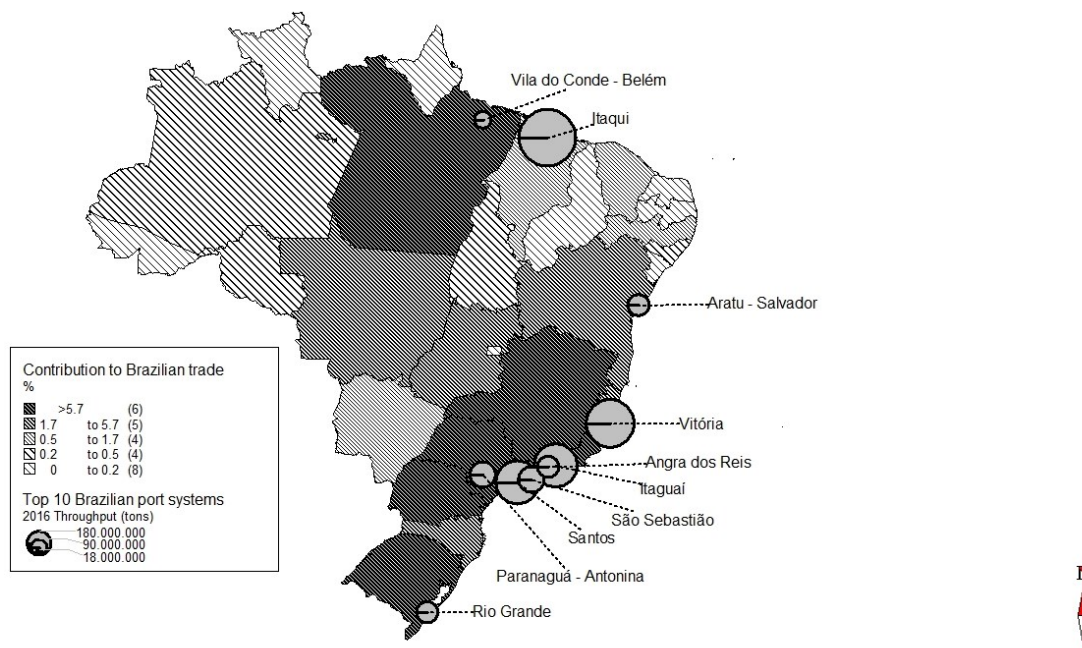 Vila do Conde - Belém
Itaqui
Aratu - Salvador
Vitória
Angra dos Reis
Itaguaí
São Sebastião
Santos
Paranaguá - Antonina
Rio Grande
Contribution to Brazilian trade
%
>5.7 (6)
1.7 to 5.7 (5)
0.5 to 1.7 (4)
0.2 to 0.5 (4)
0 to 0.2 (8)
Top 10 Brazilian port systems
2016 Throughput (tons)
180.000.000
90.000.000
18.000.000